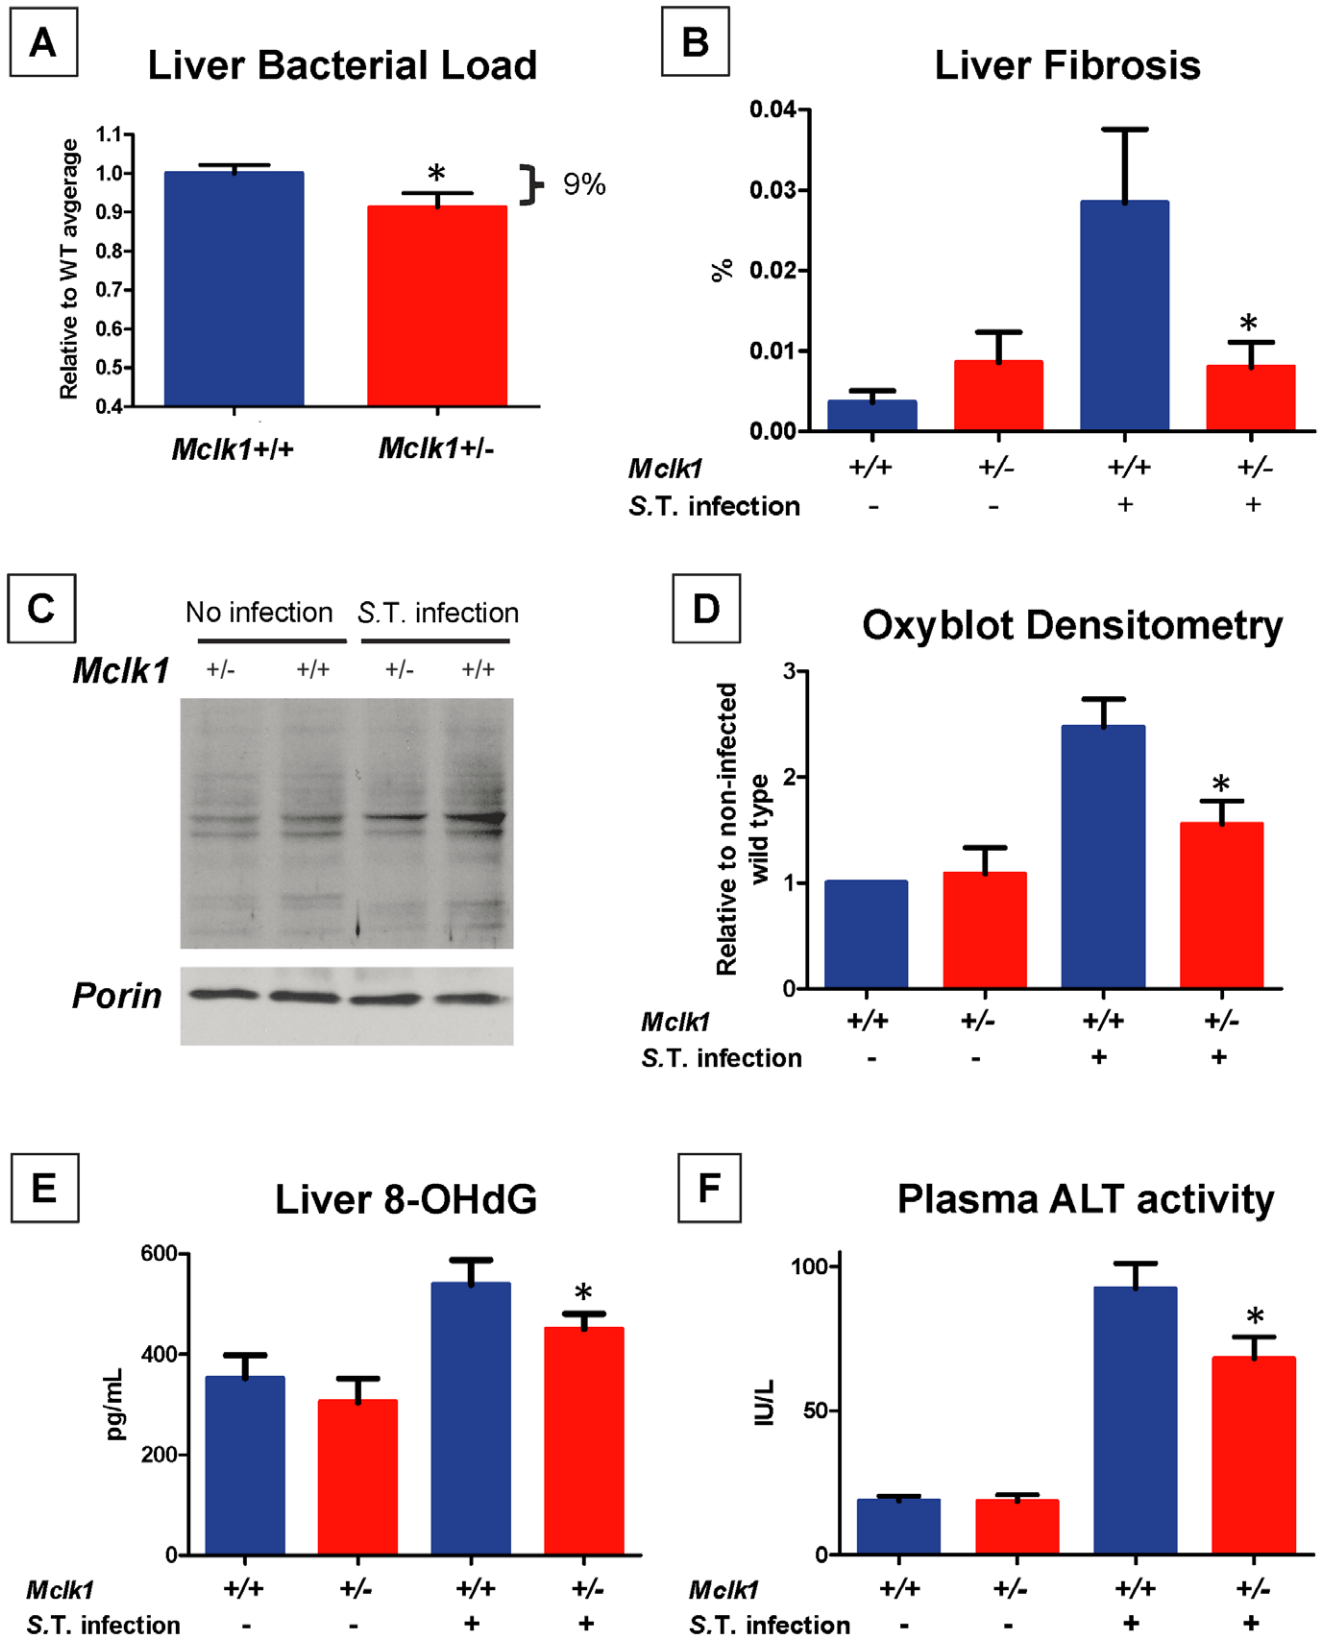 A
Liver Bacterial Load
Relative to WT avgerage
1.1
1.0
0.9
0.8
0.7
0.6
0.5
0.4
*
9%
Mclk1+/+ Mclk1+/-
B
Liver Fibrosis
%
0.04
0.03
0.02
0.01
0.00
*
Mclk1 +/+ +/- +/+ +/-
S.T. infection - - + +
C
No infection S.T. infection
Mclk1 +/- +/+ +/- +/+
Porin
D
Oxyblot Densitometry
Relative to non-infected
wild type
3
2
1
0
*
Mclk1 +/+ +/- +/+ +/-
S.T. infection - - + +
E
Liver 8-OHdG
pg/mL
600
400
200
0
*
Mclk1 +/+ +/- +/+ +/-
S.T. infection - - + +
F
Plasma ALT activity
IU/L
100
50
0
*
Mclk1 +/+ +/- +/+ +/-
S.T. infection - - + +